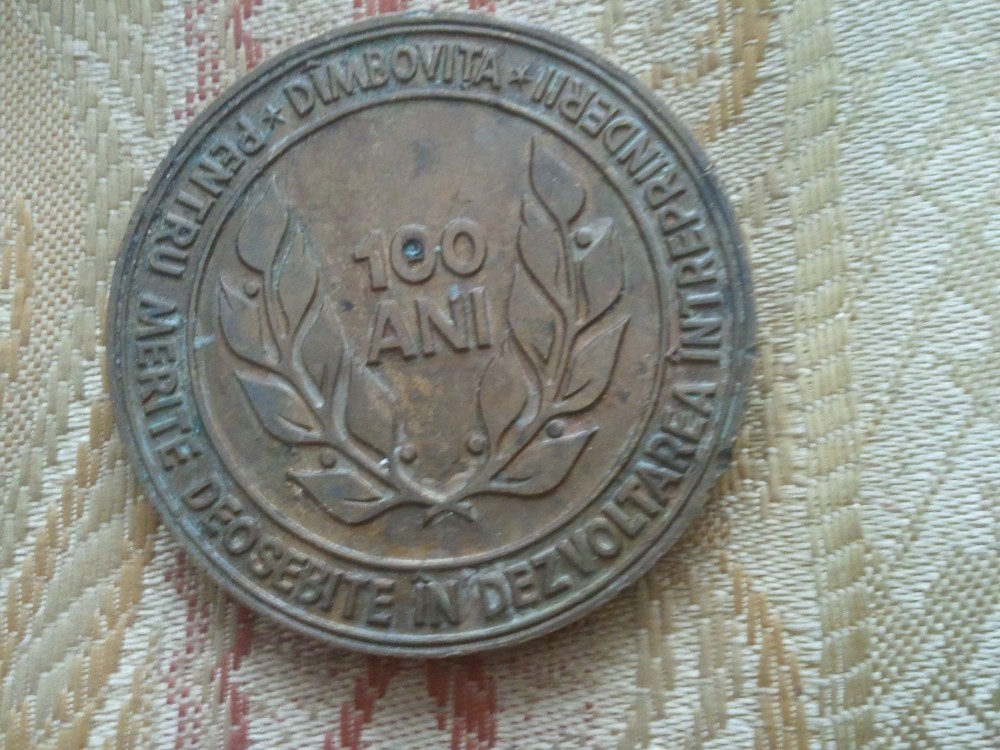 * DÎMBOVIȚA *
PENTRU MERITE DEOSEBITE ÎN DEZVOLTAREA ÎNTREPRINDERII
100
ANI